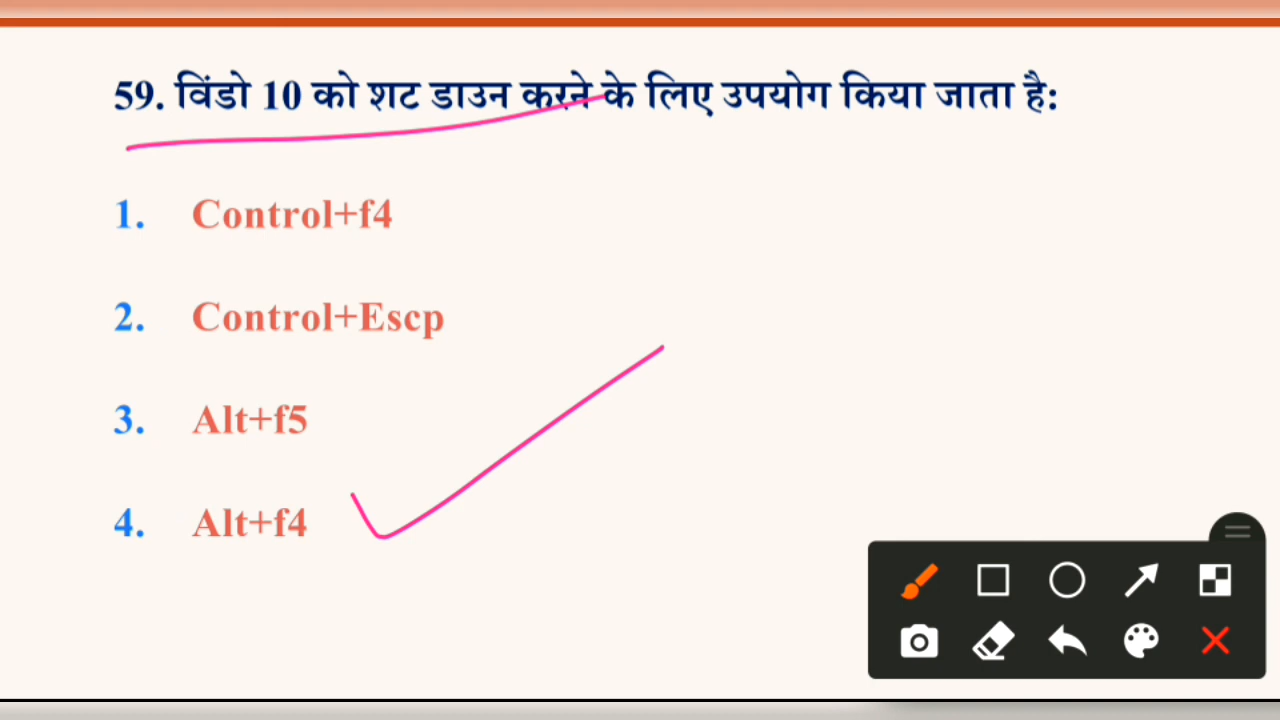 59. विंडो 10 को शट डाउन करने के लिए उपयोग किया जाता है:
1. Control+f4
2. Control+Escp
3. Alt+f5
4. Alt+f4